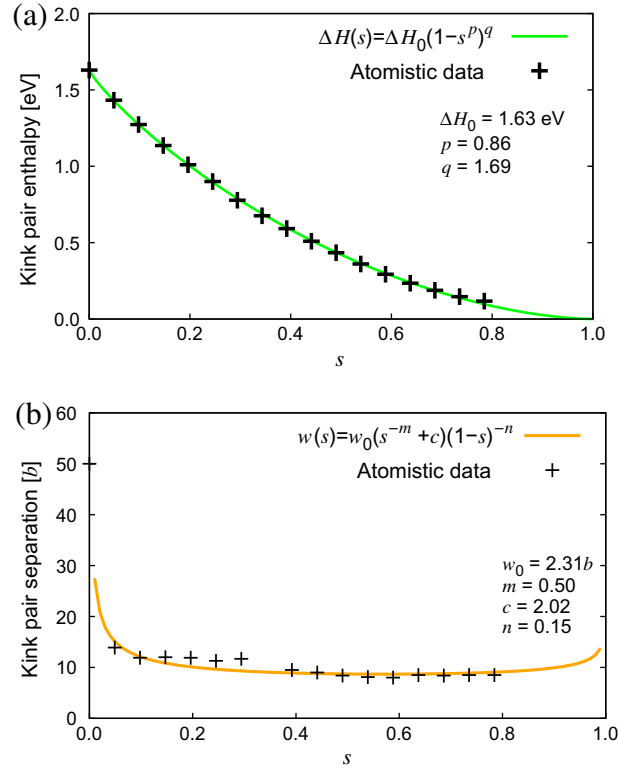 (a)
2.0
1.5
1.0
0.5
0.0
Kink pair enthalpy [eV]
ΔH(s)=ΔH₀(1−sᵖ)^q
Atomistic data
ΔH₀ = 1.63 eV
p = 0.86
q = 1.69
0.0 0.2 0.4 0.6 0.8 1.0
s
(b)
60
50
40
30
20
10
0
Kink pair separation [b]
w(s)=w₀(s⁻ᵐ +c)(1−s)⁻ⁿ
Atomistic data
w₀ = 2.31b
m = 0.50
c = 2.02
n = 0.15
0.0 0.2 0.4 0.6 0.8 1.0
s